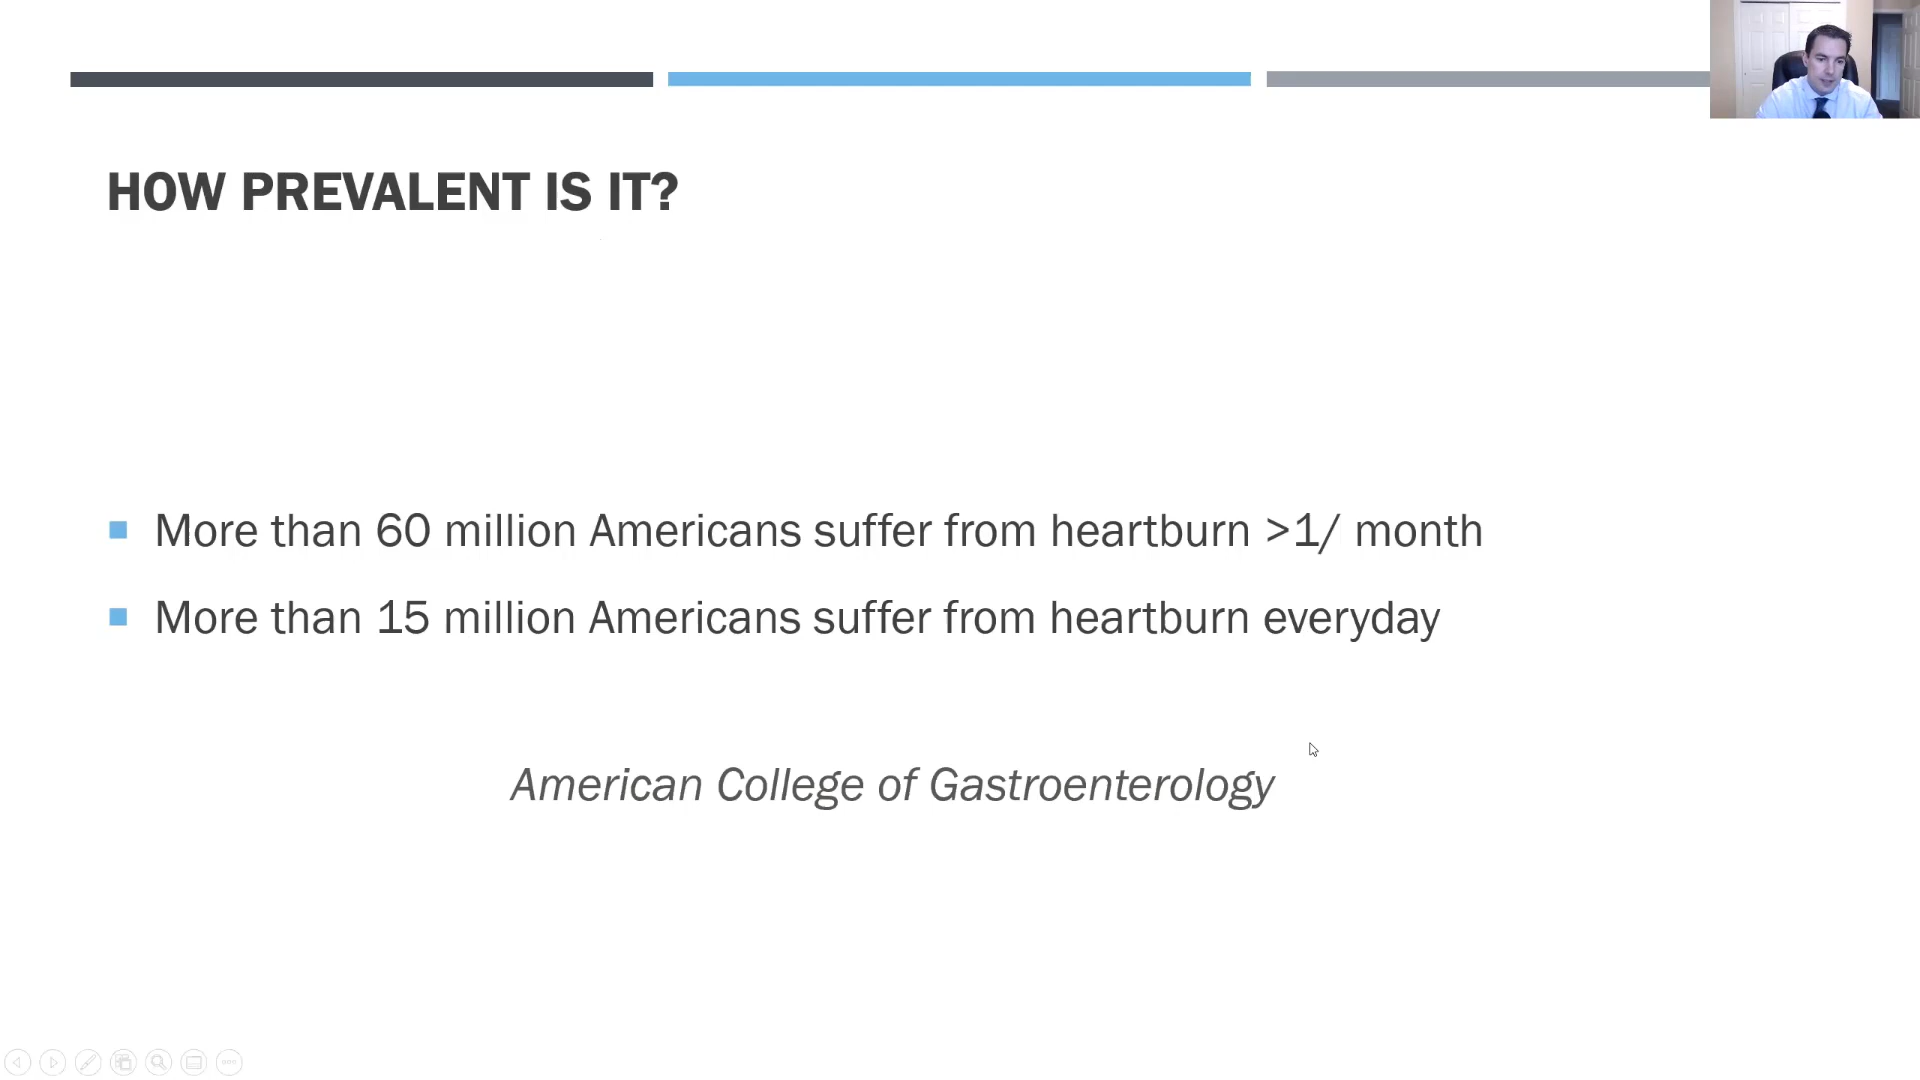 HOW PREVALENT IS IT?
More than 60 million Americans suffer from heartburn >1/ month
More than 15 million Americans suffer from heartburn everyday
American College of Gastroenterology